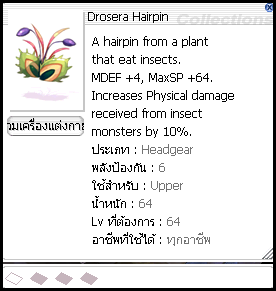 Drosera Hairpin
Collections
A hairpin from a plant
that eat insects.
MDEF +4, MaxSP +64.
Increases Physical damage
received from insect
monsters by 10%.
ประเภท : Headgear
พลังป้องกัน : 6
ใช้สำหรับ : Upper
น้ำหนัก : 64
Lv ที่ต้องการ : 64
อาชีพที่ใช้ได้ : ทุกอาชีพ